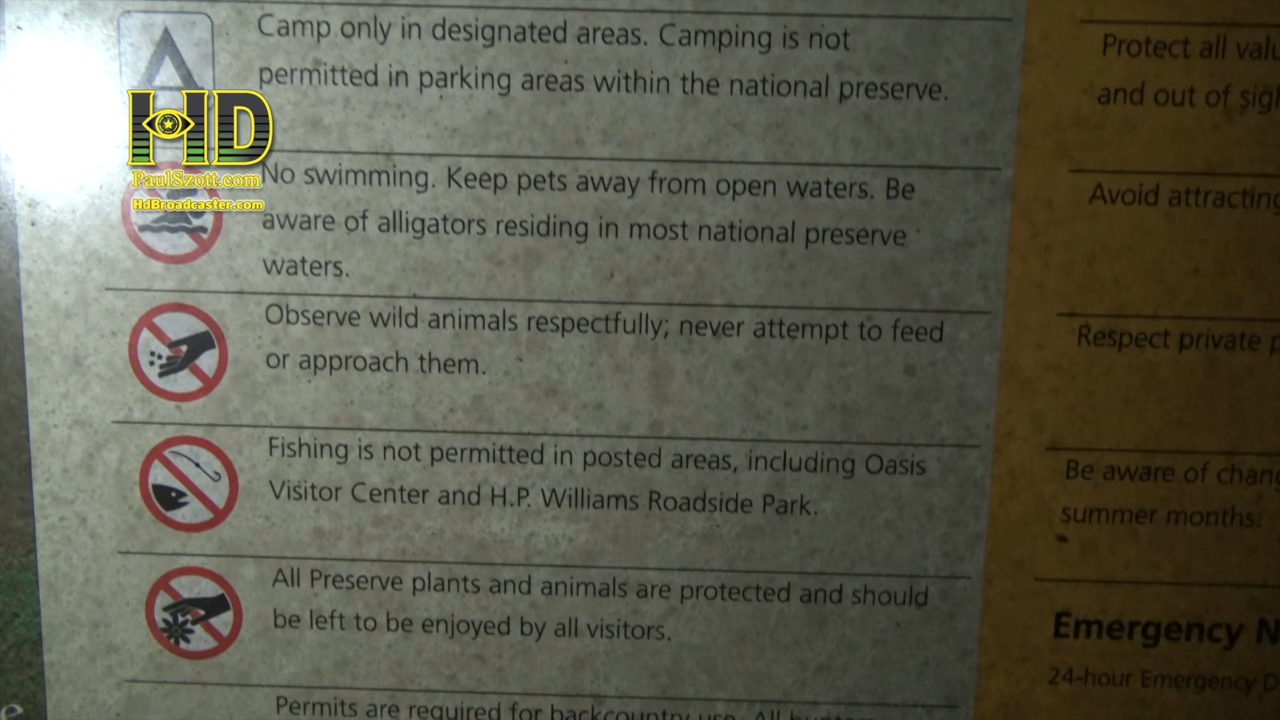 Camp only in designated areas. Camping is not
permitted in parking areas within the national preserve.
HD
PaulSzott.com
HdBroadcaster.com
No swimming. Keep pets away from open waters. Be
aware of alligators residing in most national preserve
waters.
Observe wild animals respectfully; never attempt to feed
or approach them.
Fishing is not permitted in posted areas, including Oasis
Visitor Center and H.P. Williams Roadside Park.
All Preserve plants and animals are protected and should
be left to be enjoyed by all visitors.
Permits are required for backcountry use. All
Protect all
and out of
Avoid attracting
Respect private
Be aware of
summer months.
Emergency
24-hour Emergency